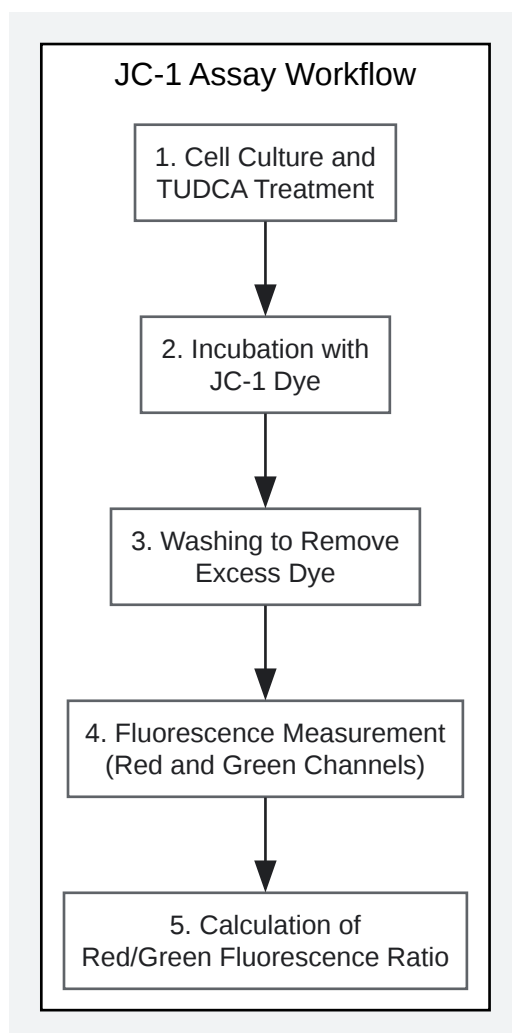 JC-1 Assay Workflow
1. Cell Culture and
TUDCA Treatment
2. Incubation with
JC-1 Dye
3. Washing to Remove
Excess Dye
4. Fluorescence Measurement
(Red and Green Channels)
5. Calculation of
Red/Green Fluorescence Ratio